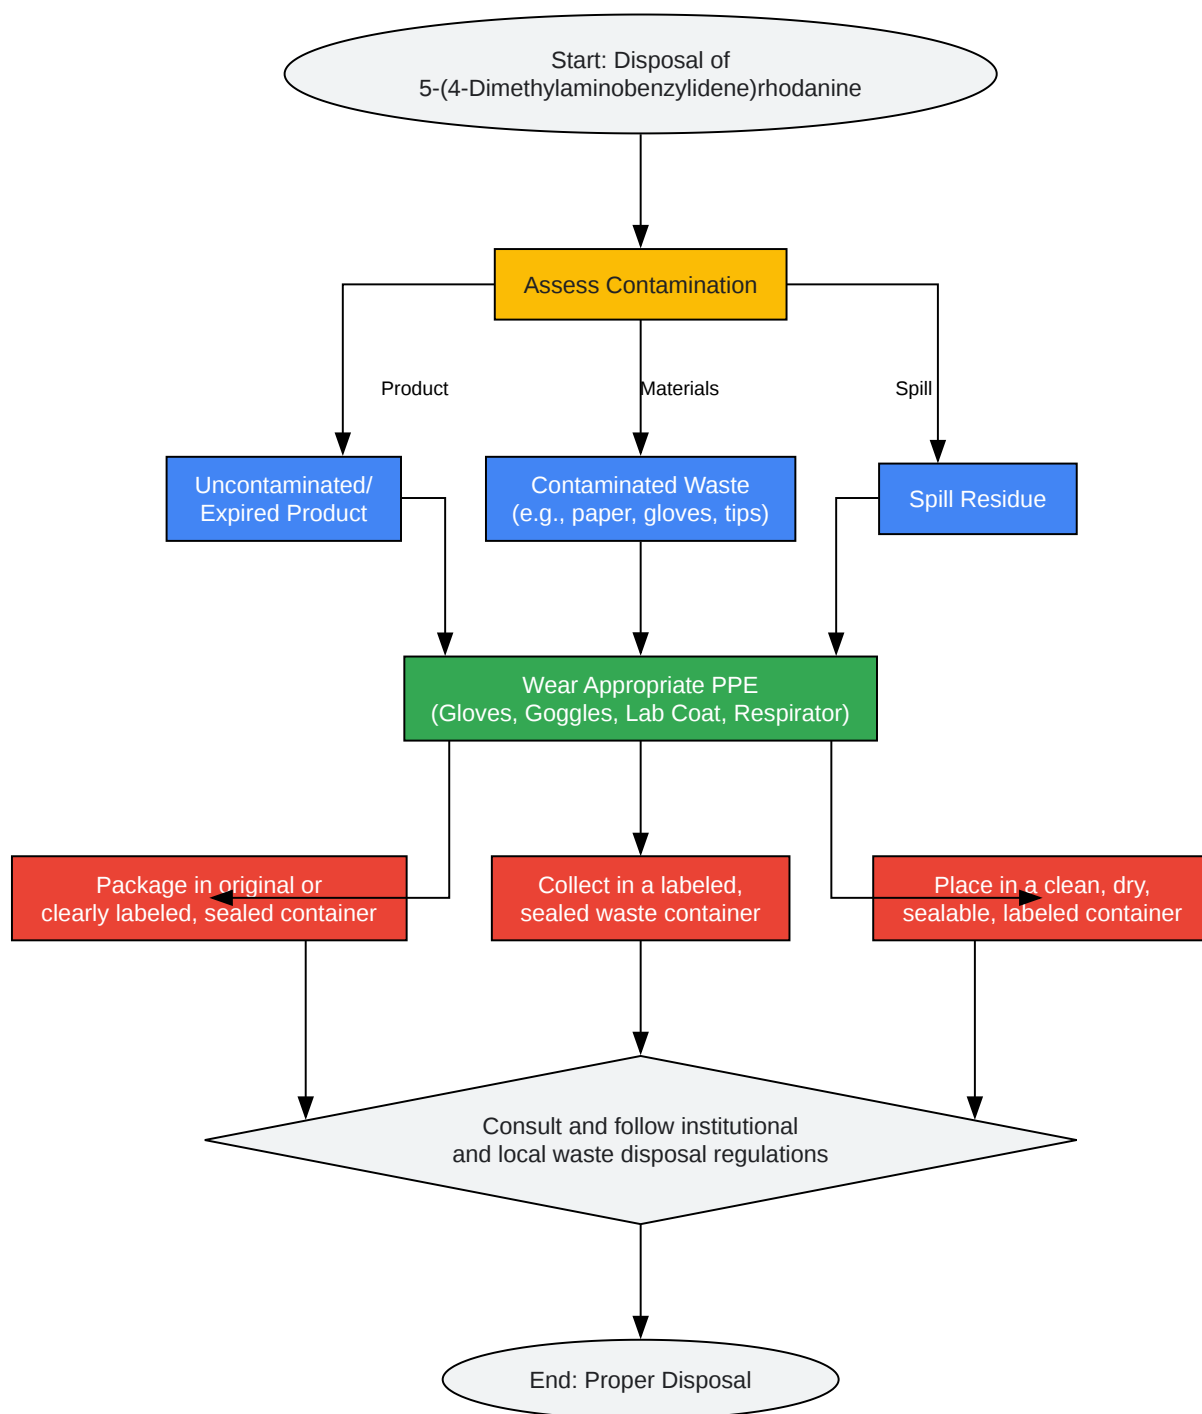 Start: Disposal of
5-(4-Dimethylaminobenzylidene)rhodanine
Assess Contamination
Product
Materials
Spill
Uncontaminated/
Expired Product
Contaminated Waste
(e.g., paper, gloves, tips)
Spill Residue
Wear Appropriate PPE
(Gloves, Goggles, Lab Coat, Respirator)
Package in original or
clearly labeled, sealed container
Collect in a labeled,
sealed waste container
Place in a clean, dry,
sealable, labeled container
Consult and follow institutional
and local waste disposal regulations
End: Proper Disposal